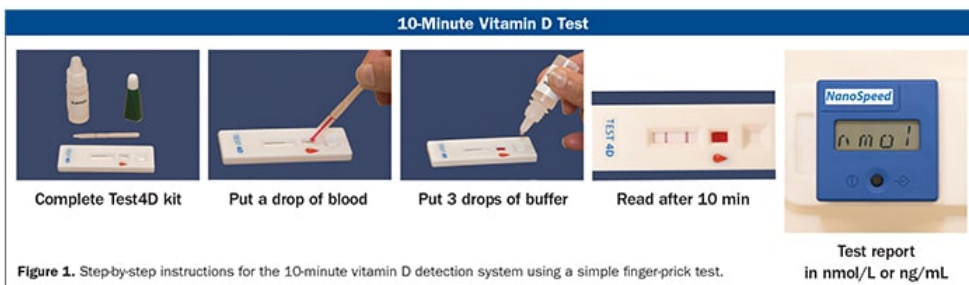 10-Minute Vitamin D Test
TEST 4D
NanoSpeed
nmol
Complete Test4D kit
Put a drop of blood
Put 3 drops of buffer
Read after 10 min
Test report
in nmol/L or ng/mL
Figure 1. Step-by-step instructions for the 10-minute vitamin D detection system using a simple finger-prick test.